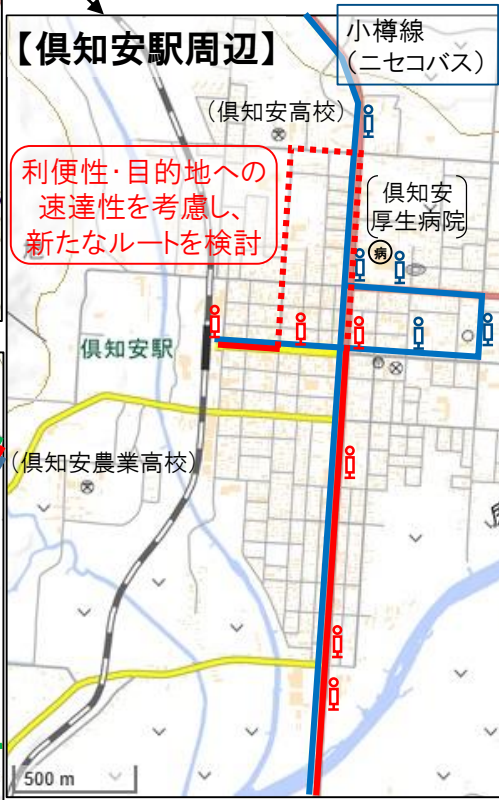 【倶知安駅周辺】
小樽線
（ニセコバス）
（倶知安高校）
利便性・目的地への
速達性を考慮し、
新たなルートを検討
倶知安
厚生病院
病
倶知安駅
（倶知安農業高校）
500 m